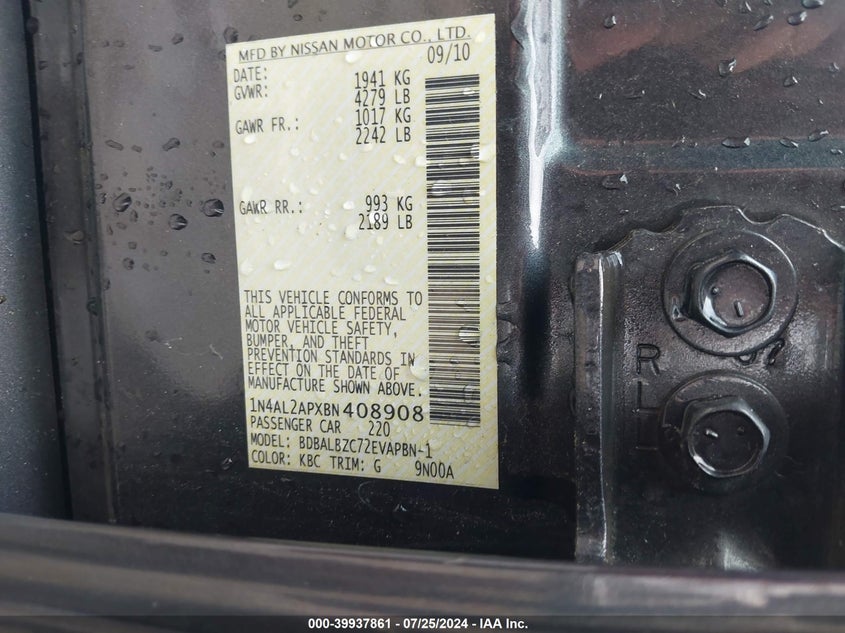 MFD BY NISSAN MOTOR CO., LTD.
DATE: 09/10
GVWR: 1941 KG
4279 LB
GAWR FR.: 1017 KG
2242 LB
GAWR RR.: 993 KG
2189 LB
THIS VEHICLE CONFORMS TO
ALL APPLICABLE FEDERAL
MOTOR VEHICLE SAFETY,
BUMPER, AND THEFT
PREVENTION STANDARDS IN
EFFECT ON THE DATE OF
MANUFACTURE SHOWN ABOVE.
1N4AL2APXBN408908
PASSENGER CAR 220
MODEL: BDBALBZC72EVAPBN-1
COLOR: KBC TRIM: G 9N00A
R
L
000-39937861 / 07/25/2024 - IAA Inc.